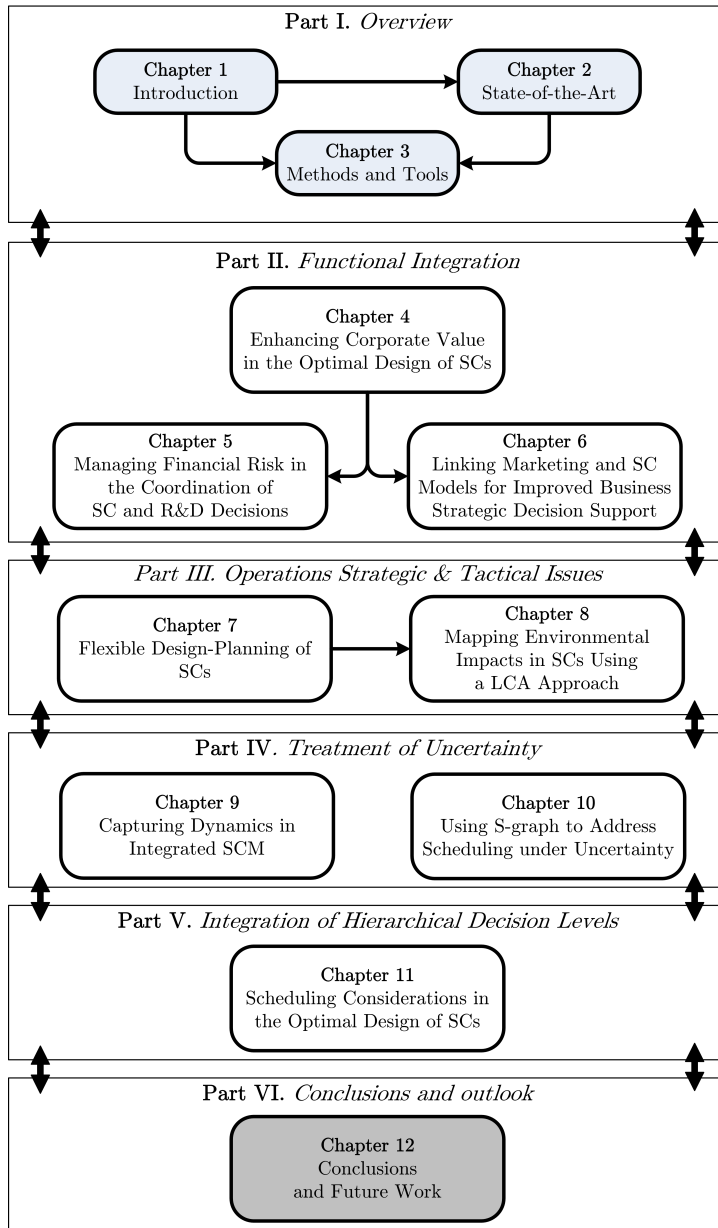 Part I. Overview
Chapter 1
Introduction
Chapter 2
State-of-the-Art
Chapter 3
Methods and Tools
Part II. Functional Integration
Chapter 4
Enhancing Corporate Value
in the Optimal Design of SCs
Chapter 5
Managing Financial Risk in
the Coordination of
SC and R&D Decisions
Chapter 6
Linking Marketing and SC
Models for Improved Business
Strategic Decision Support
Part III. Operations Strategic & Tactical Issues
Chapter 7
Flexible Design-Planning of
SCs
Chapter 8
Mapping Environmental
Impacts in SCs Using
a LCA Approach
Part IV. Treatment of Uncertainty
Chapter 9
Capturing Dynamics in
Integrated SCM
Chapter 10
Using S-graph to Address
Scheduling under Uncertainty
Part V. Integration of Hierarchical Decision Levels
Chapter 11
Scheduling Considerations in
the Optimal Design of SCs
Part VI. Conclusions and outlook
Chapter 12
Conclusions
and Future Work